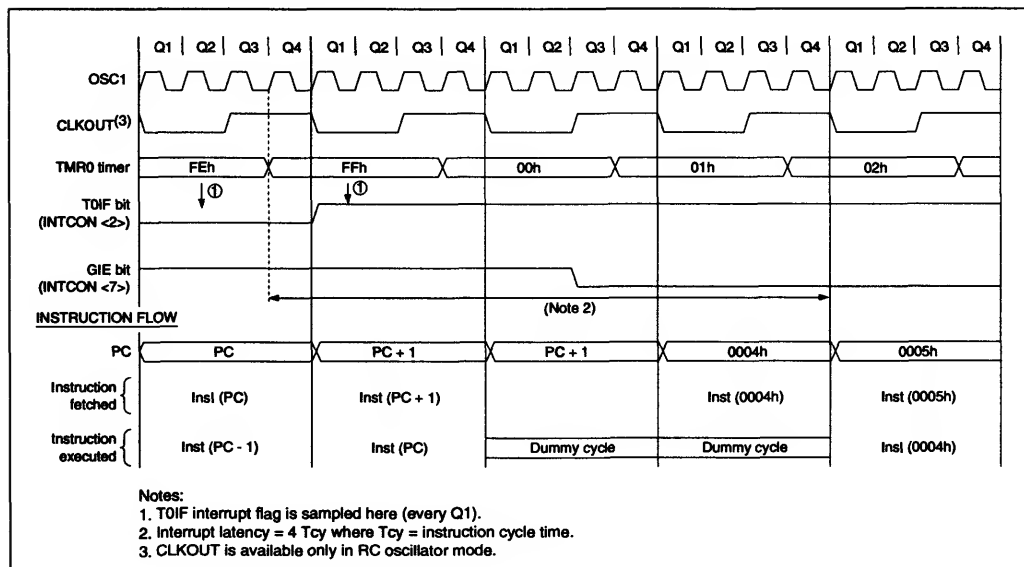 Q1 | Q2 | Q3 | Q4 | Q1 | Q2 | Q3 | Q4 | Q1 | Q2 | Q3 | Q4 | Q1 | Q2 | Q3 | Q4 | Q1 | Q2 | Q3 | Q4
OSC1
CLKOUT(3)
TMR0 timer FEh FFh 00h 01h 02h
① ①
T0IF bit
(INTCON <2>)
GIE bit
(INTCON <7>)
(Note 2)
INSTRUCTION FLOW
PC PC PC + 1 PC + 1 0004h 0005h
Instruction
fetched Inst (PC) Inst (PC + 1) Inst (0004h) Inst (0005h)
Instruction
executed Inst (PC - 1) Inst (PC) Dummy cycle Dummy cycle Inst (0004h)
Notes:
1. T0IF interrupt flag is sampled here (every Q1).
2. Interrupt latency = 4 Tcy where Tcy = instruction cycle time.
3. CLKOUT is available only in RC oscillator mode.